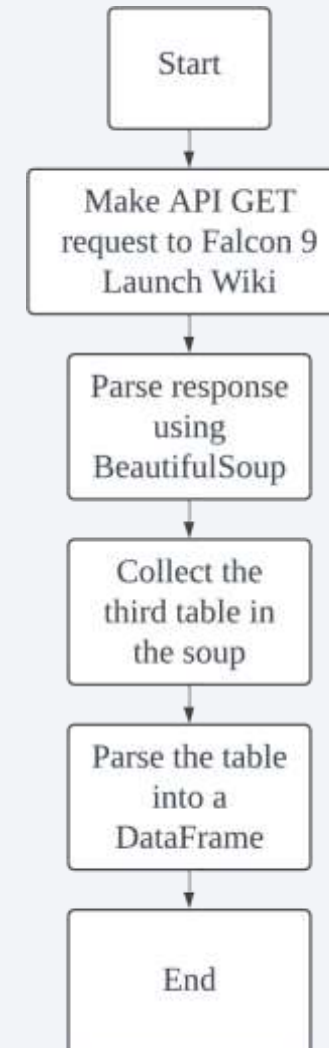 Start
Make API GET
request to Falcon 9
Launch Wiki
Parse response
using
BeautifulSoup
Collect the
third table in
the soup
Parse the table
into a
DataFrame
End